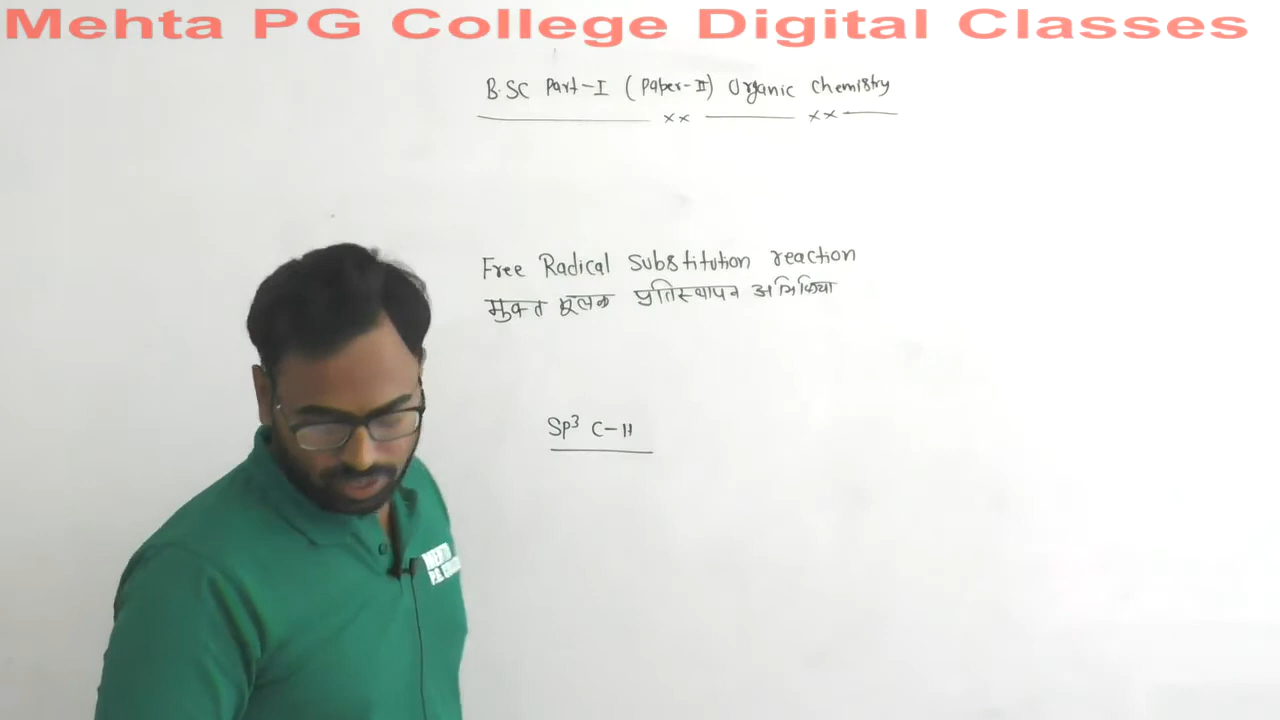 Mehta PG College Digital Classes
B.SC Part-I (Paper-II) Organic Chemistry
Free Radical Substitution reaction
मुक्त मूलक प्रतिस्थापन अभिक्रिया
Sp³ C-H